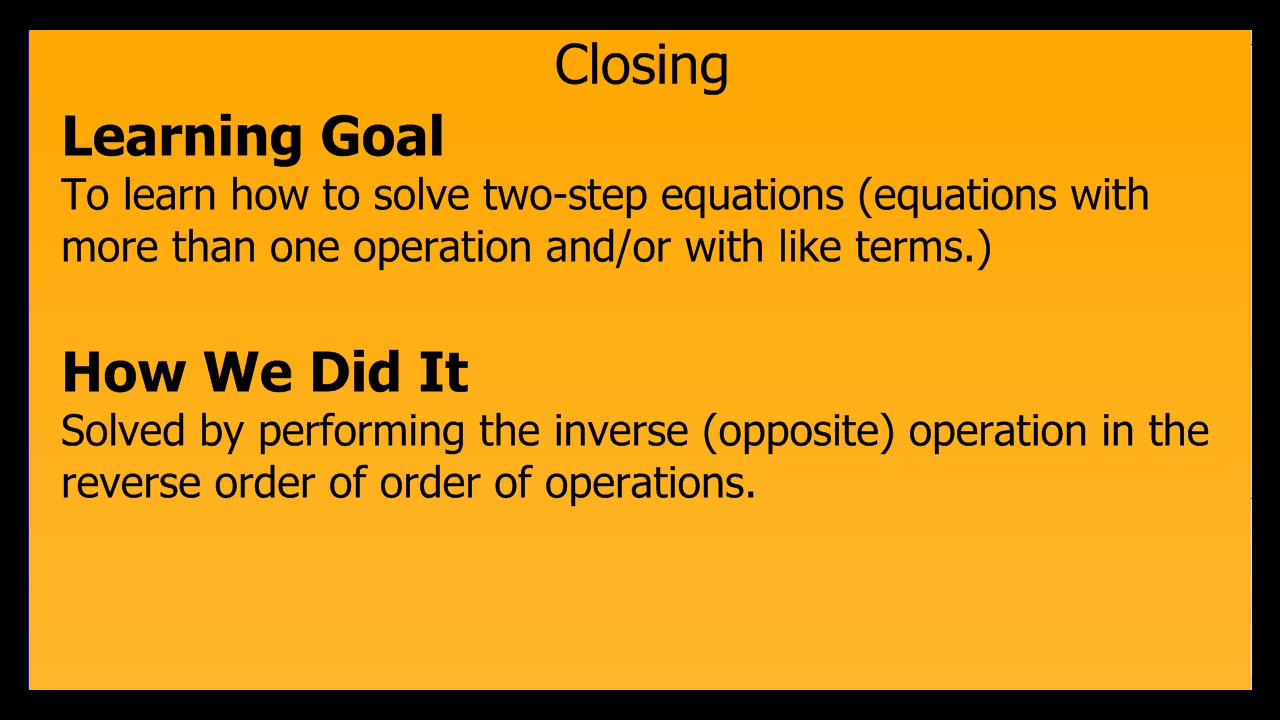 Closing
Learning Goal
To learn how to solve two-step equations (equations with
more than one operation and/or with like terms.)
How We Did It
Solved by performing the inverse (opposite) operation in the
reverse order of order of operations.